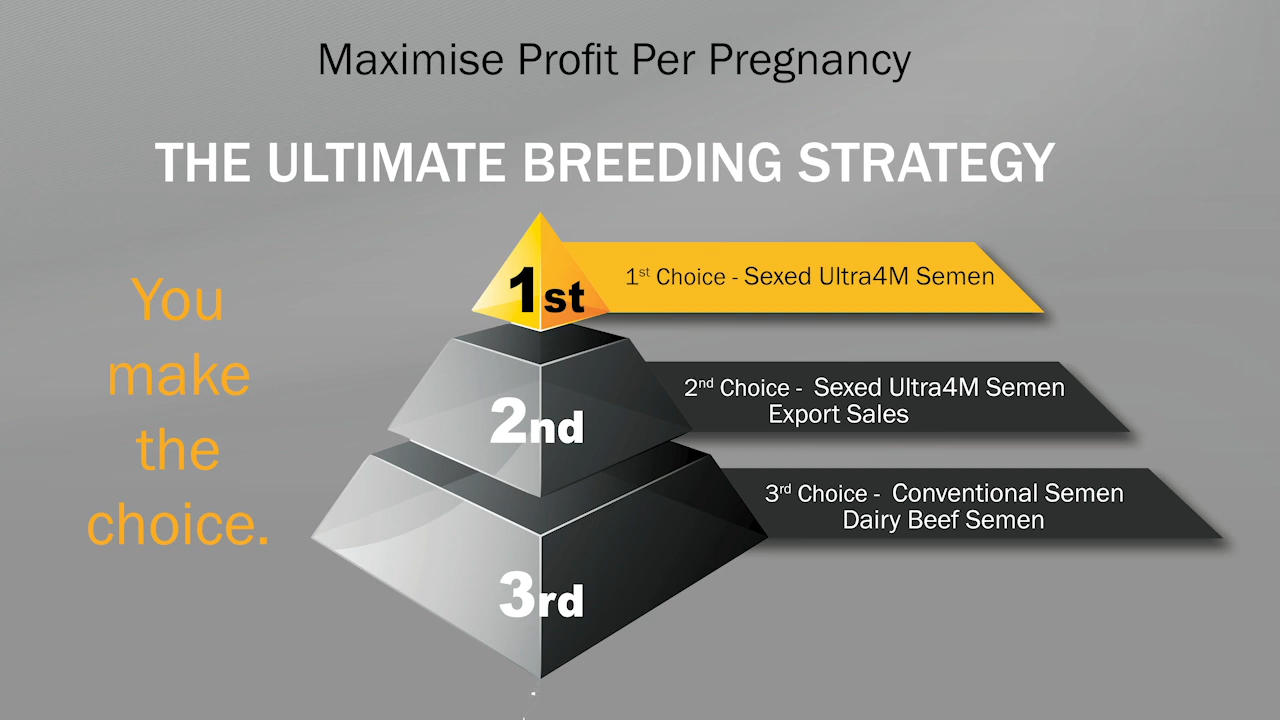 Maximise Profit Per Pregnancy
THE ULTIMATE BREEDING STRATEGY
You
make
the
choice.
1st
1st Choice - Sexed Ultra4M Semen
2nd
2nd Choice - Sexed Ultra4M Semen
Export Sales
3rd
3rd Choice - Conventional Semen
Dairy Beef Semen